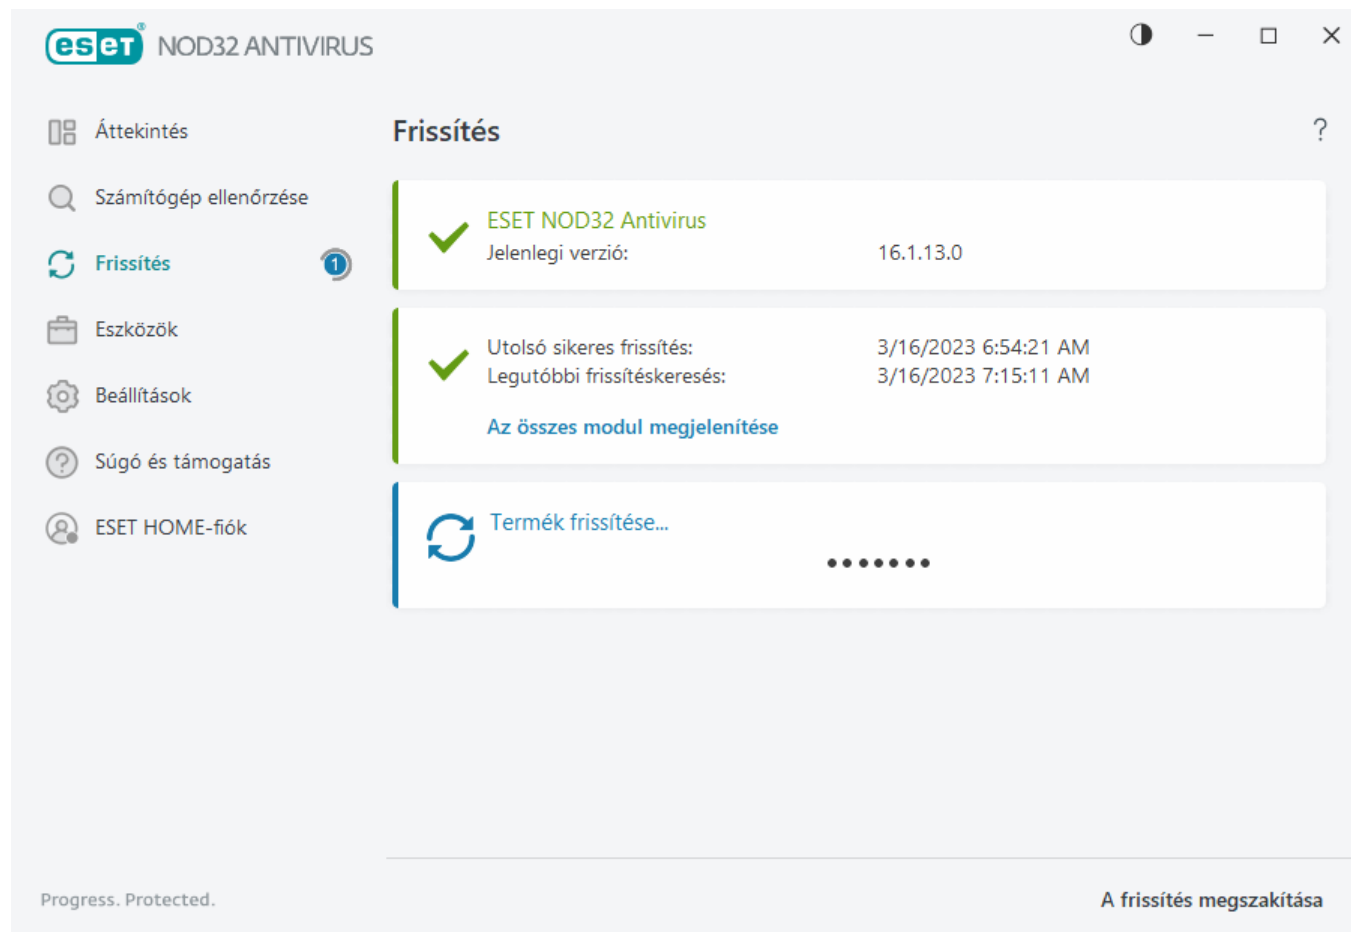 eset® NOD32 ANTIVIRUS
Áttekintés
Számítógép ellenőrzése
Frissítés
1
Eszközök
Beállítások
Súgó és támogatás
ESET HOME-fiók
Progress. Protected.
Frissítés
?
ESET NOD32 Antivirus
Jelenlegi verzió: 16.1.13.0
Utolsó sikeres frissítés: 3/16/2023 6:54:21 AM
Legutóbbi frissítéskeresés: 3/16/2023 7:15:11 AM
Az összes modul megjelenítése
Termék frissítése...
A frissítés megszakítása